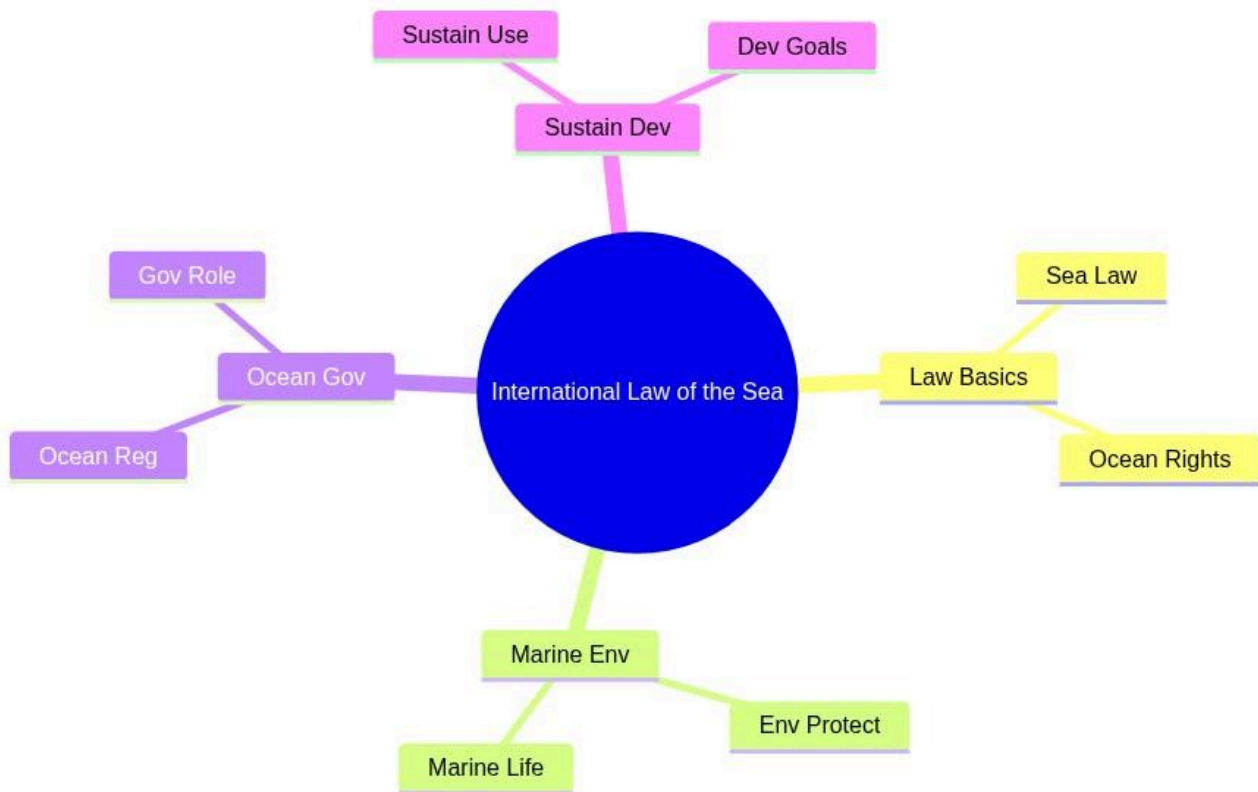 Sustain Use
Dev Goals
Sustain Dev
Gov Role
Sea Law
Ocean Gov
International Law of the Sea
Law Basics
Ocean Reg
Ocean Rights
Marine Env
Env Protect
Marine Life